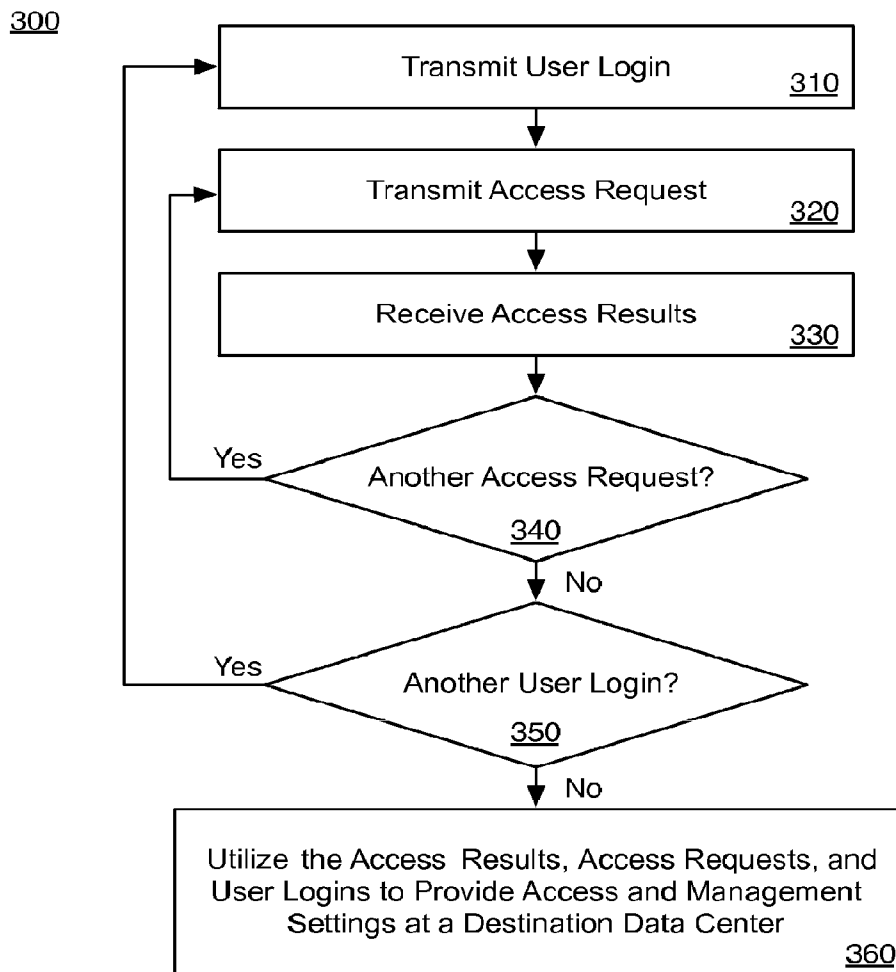 300
Transmit User Login
310
Transmit Access Request
320
Receive Access Results
330
Yes
Another Access Request?
340
No
Yes
Another User Login?
350
No
Utilize the Access Results, Access Requests, and
User Logins to Provide Access and Management
Settings at a Destination Data Center
360